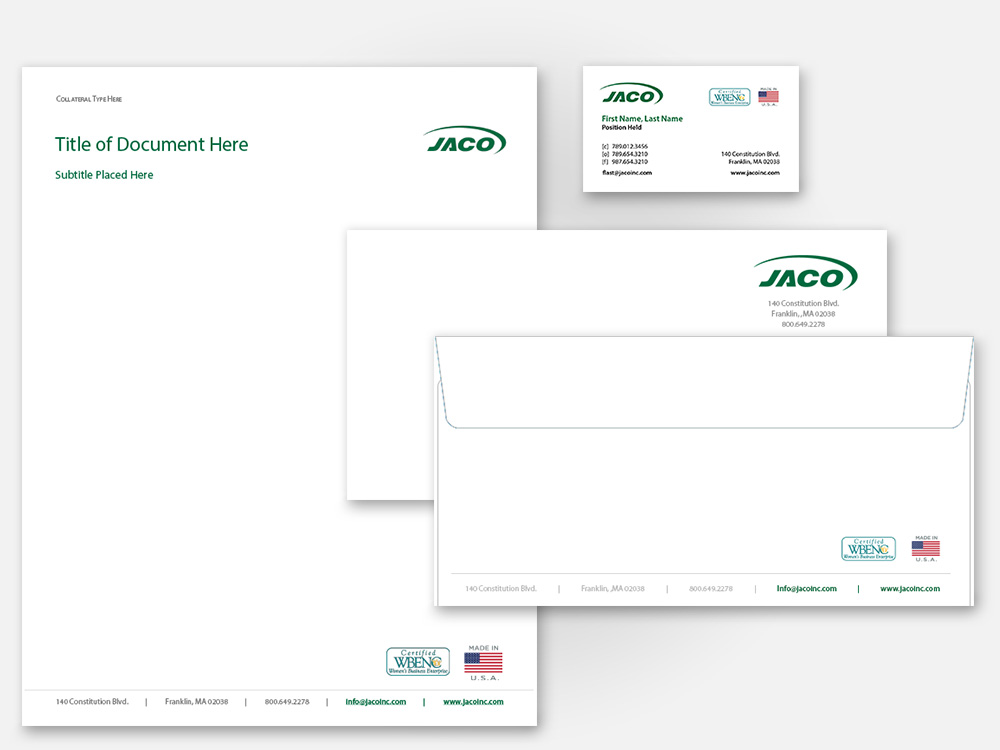 Collateral Type Here
Title of Document Here
JACO
Subtitle Placed Here
Certified
WBENC
Women's Business Enterprise
MADE IN
U.S.A.
140 Constitution Blvd. | Franklin, MA 02038 | 800.649.2278 | Info@jacoinc.com | www.jacoinc.com
JACO
Certified
WBENC
Women's Business Enterprise
MADE IN
U.S.A.
First Name, Last Name
Position Held
[c] 789.012.3456
[o] 789.654.3210
[f] 987.654.3210
flast@jacoinc.com
140 Constitution Blvd.
Franklin, MA 02038
www.jacoinc.com
JACO
140 Constitution Blvd.
Franklin, ,MA 02038
800.649.2278
Certified
WBENC
Women's Business Enterprise
MADE IN
U.S.A.
140 Constitution Blvd. | Franklin, ,MA 02038 | 800.649.2278 | Info@jacoinc.com | www.jacoinc.com